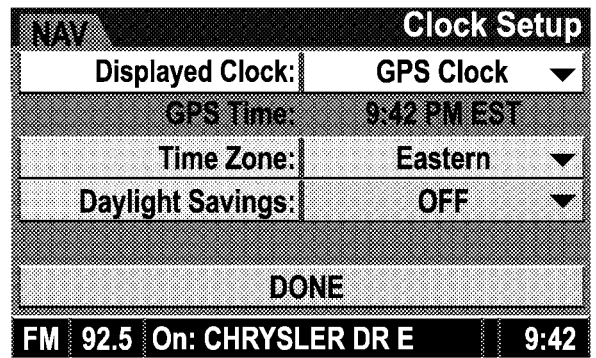 NAV Clock Setup
Displayed Clock: GPS Clock
GPS Time: 9:42 PM EST
Time Zone: Eastern
Daylight Savings: OFF
DONE
FM 92.5 On: CHRYSLER DR E 9:42